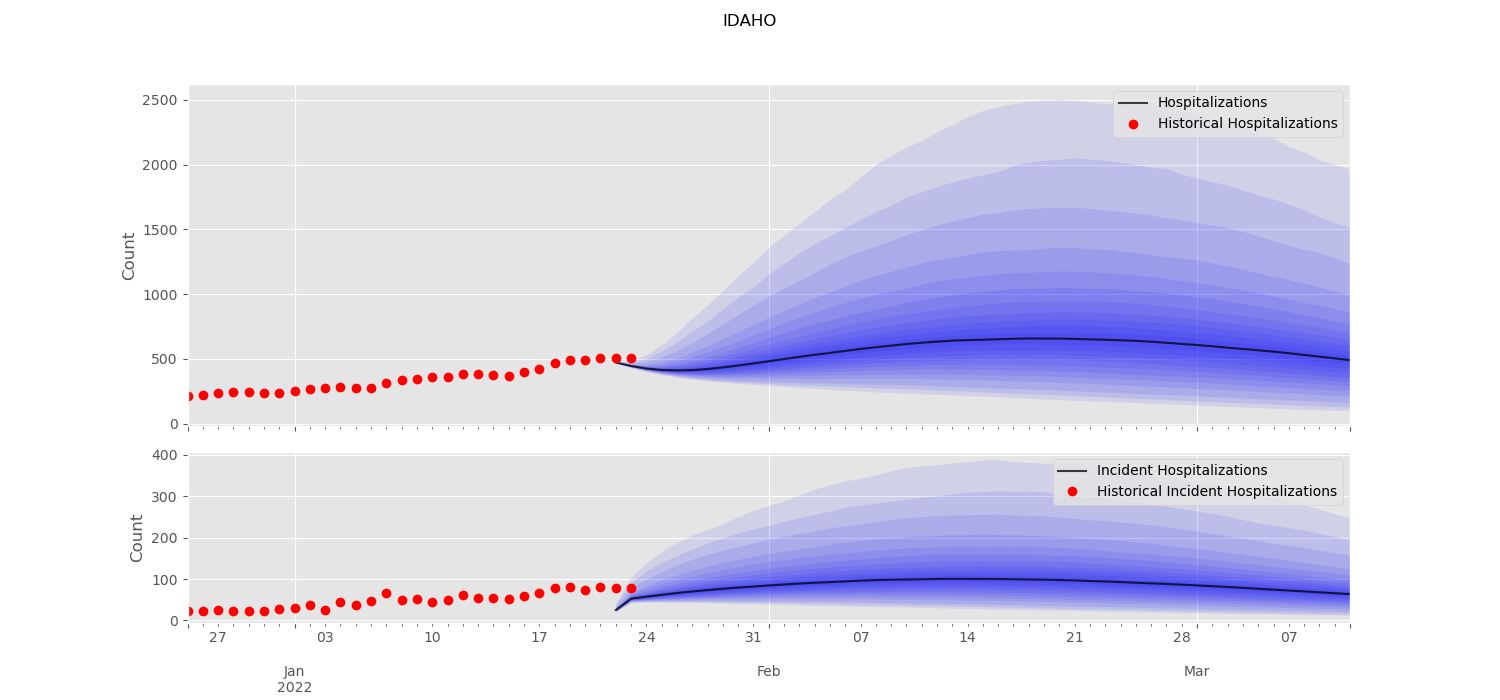 IDAHO
2500
2000
1500
1000
500
0
Count
Hospitalizations
Historical Hospitalizations
400
300
200
100
0
Count
Incident Hospitalizations
Historical Incident Hospitalizations
27 03 10 17 24 31 07 14 21 28 07
Jan Feb Mar
2022